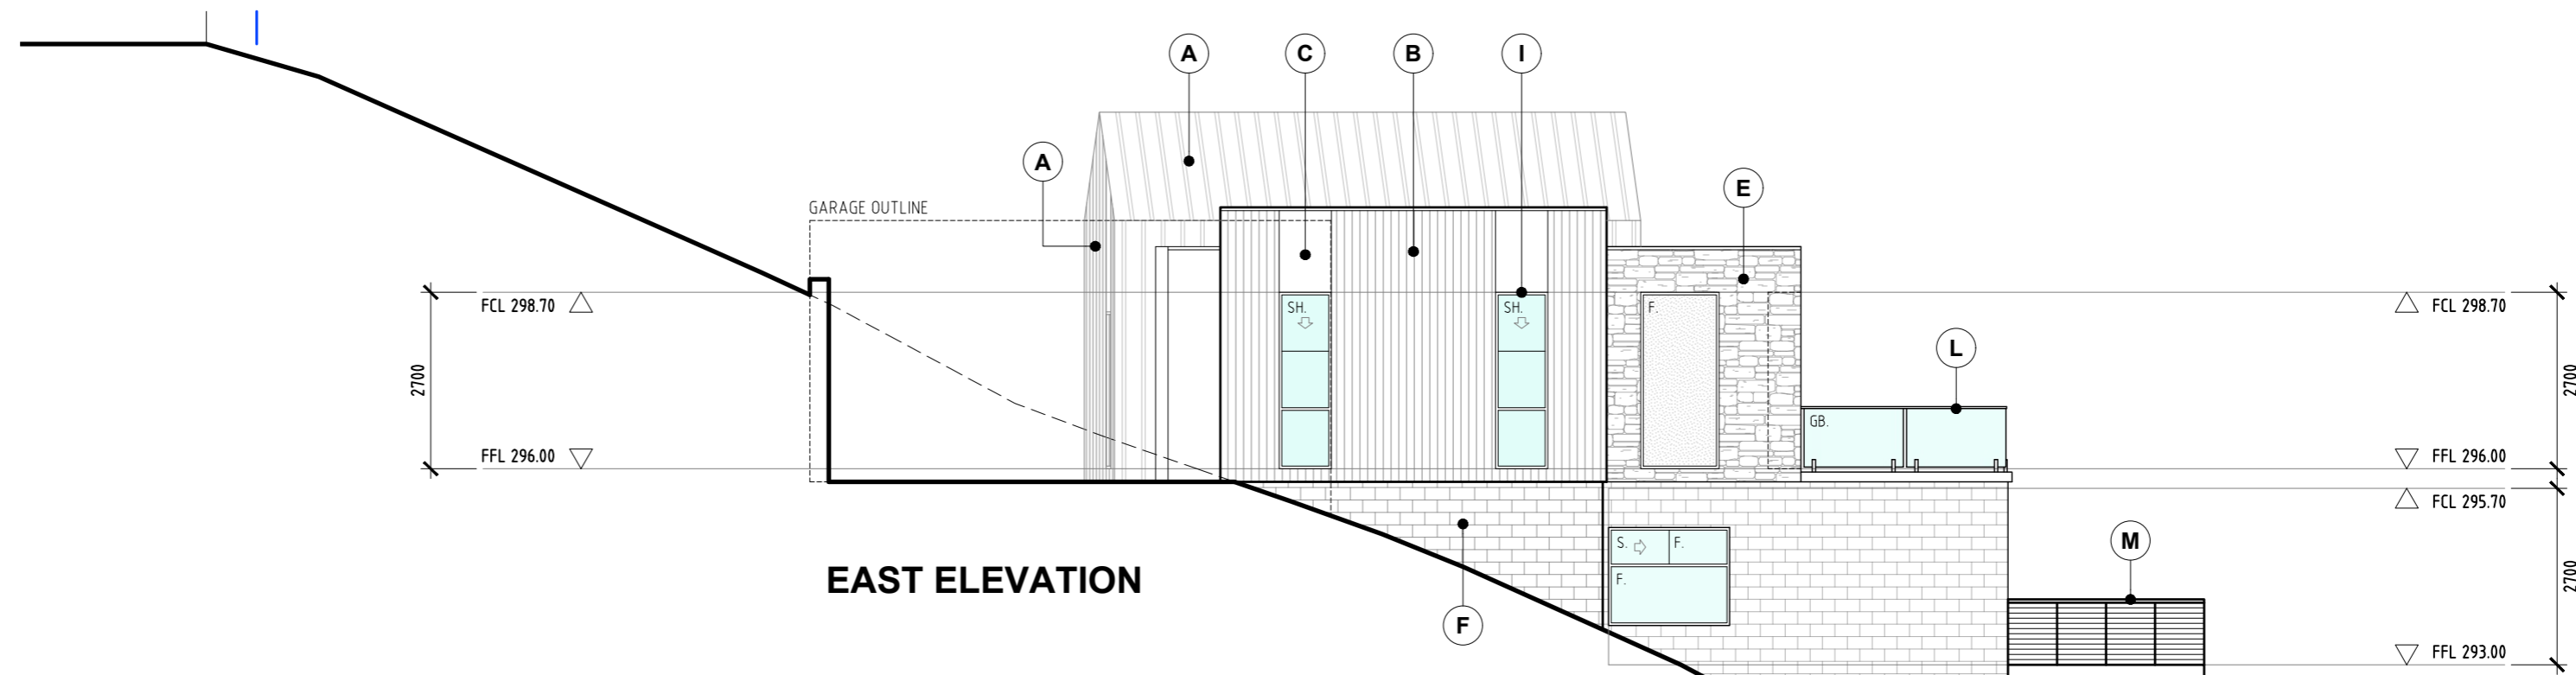 A
C
B
I
A
E
GARAGE OUTLINE
FCL 298.70
FCL 298.70
SH.
SH.
F.
L
2700
2700
GB.
FFL 296.00
FFL 296.00
FCL 295.70
F
S.
F.
F.
M
EAST ELEVATION
2700
FFL 293.00